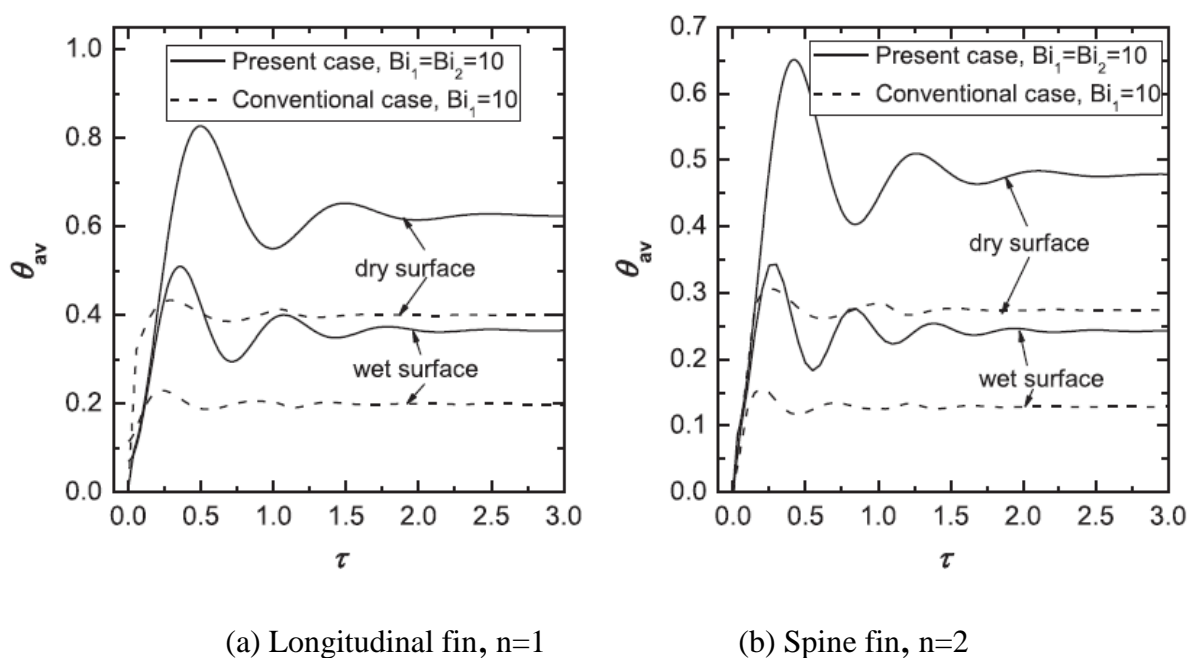 1.0
0.8
0.6
0.4
0.2
0.0
θav
Present case, Bi1=Bi2=10
Conventional case, Bi1=10
dry surface
wet surface
0.0 0.5 1.0 1.5 2.0 2.5 3.0
τ
0.7
0.6
0.5
0.4
0.3
0.2
0.1
0.0
θav
Present case, Bi1=Bi2=10
Conventional case, Bi1=10
dry surface
wet surface
0.0 0.5 1.0 1.5 2.0 2.5 3.0
τ
(a) Longitudinal fin, n=1
(b) Spine fin, n=2